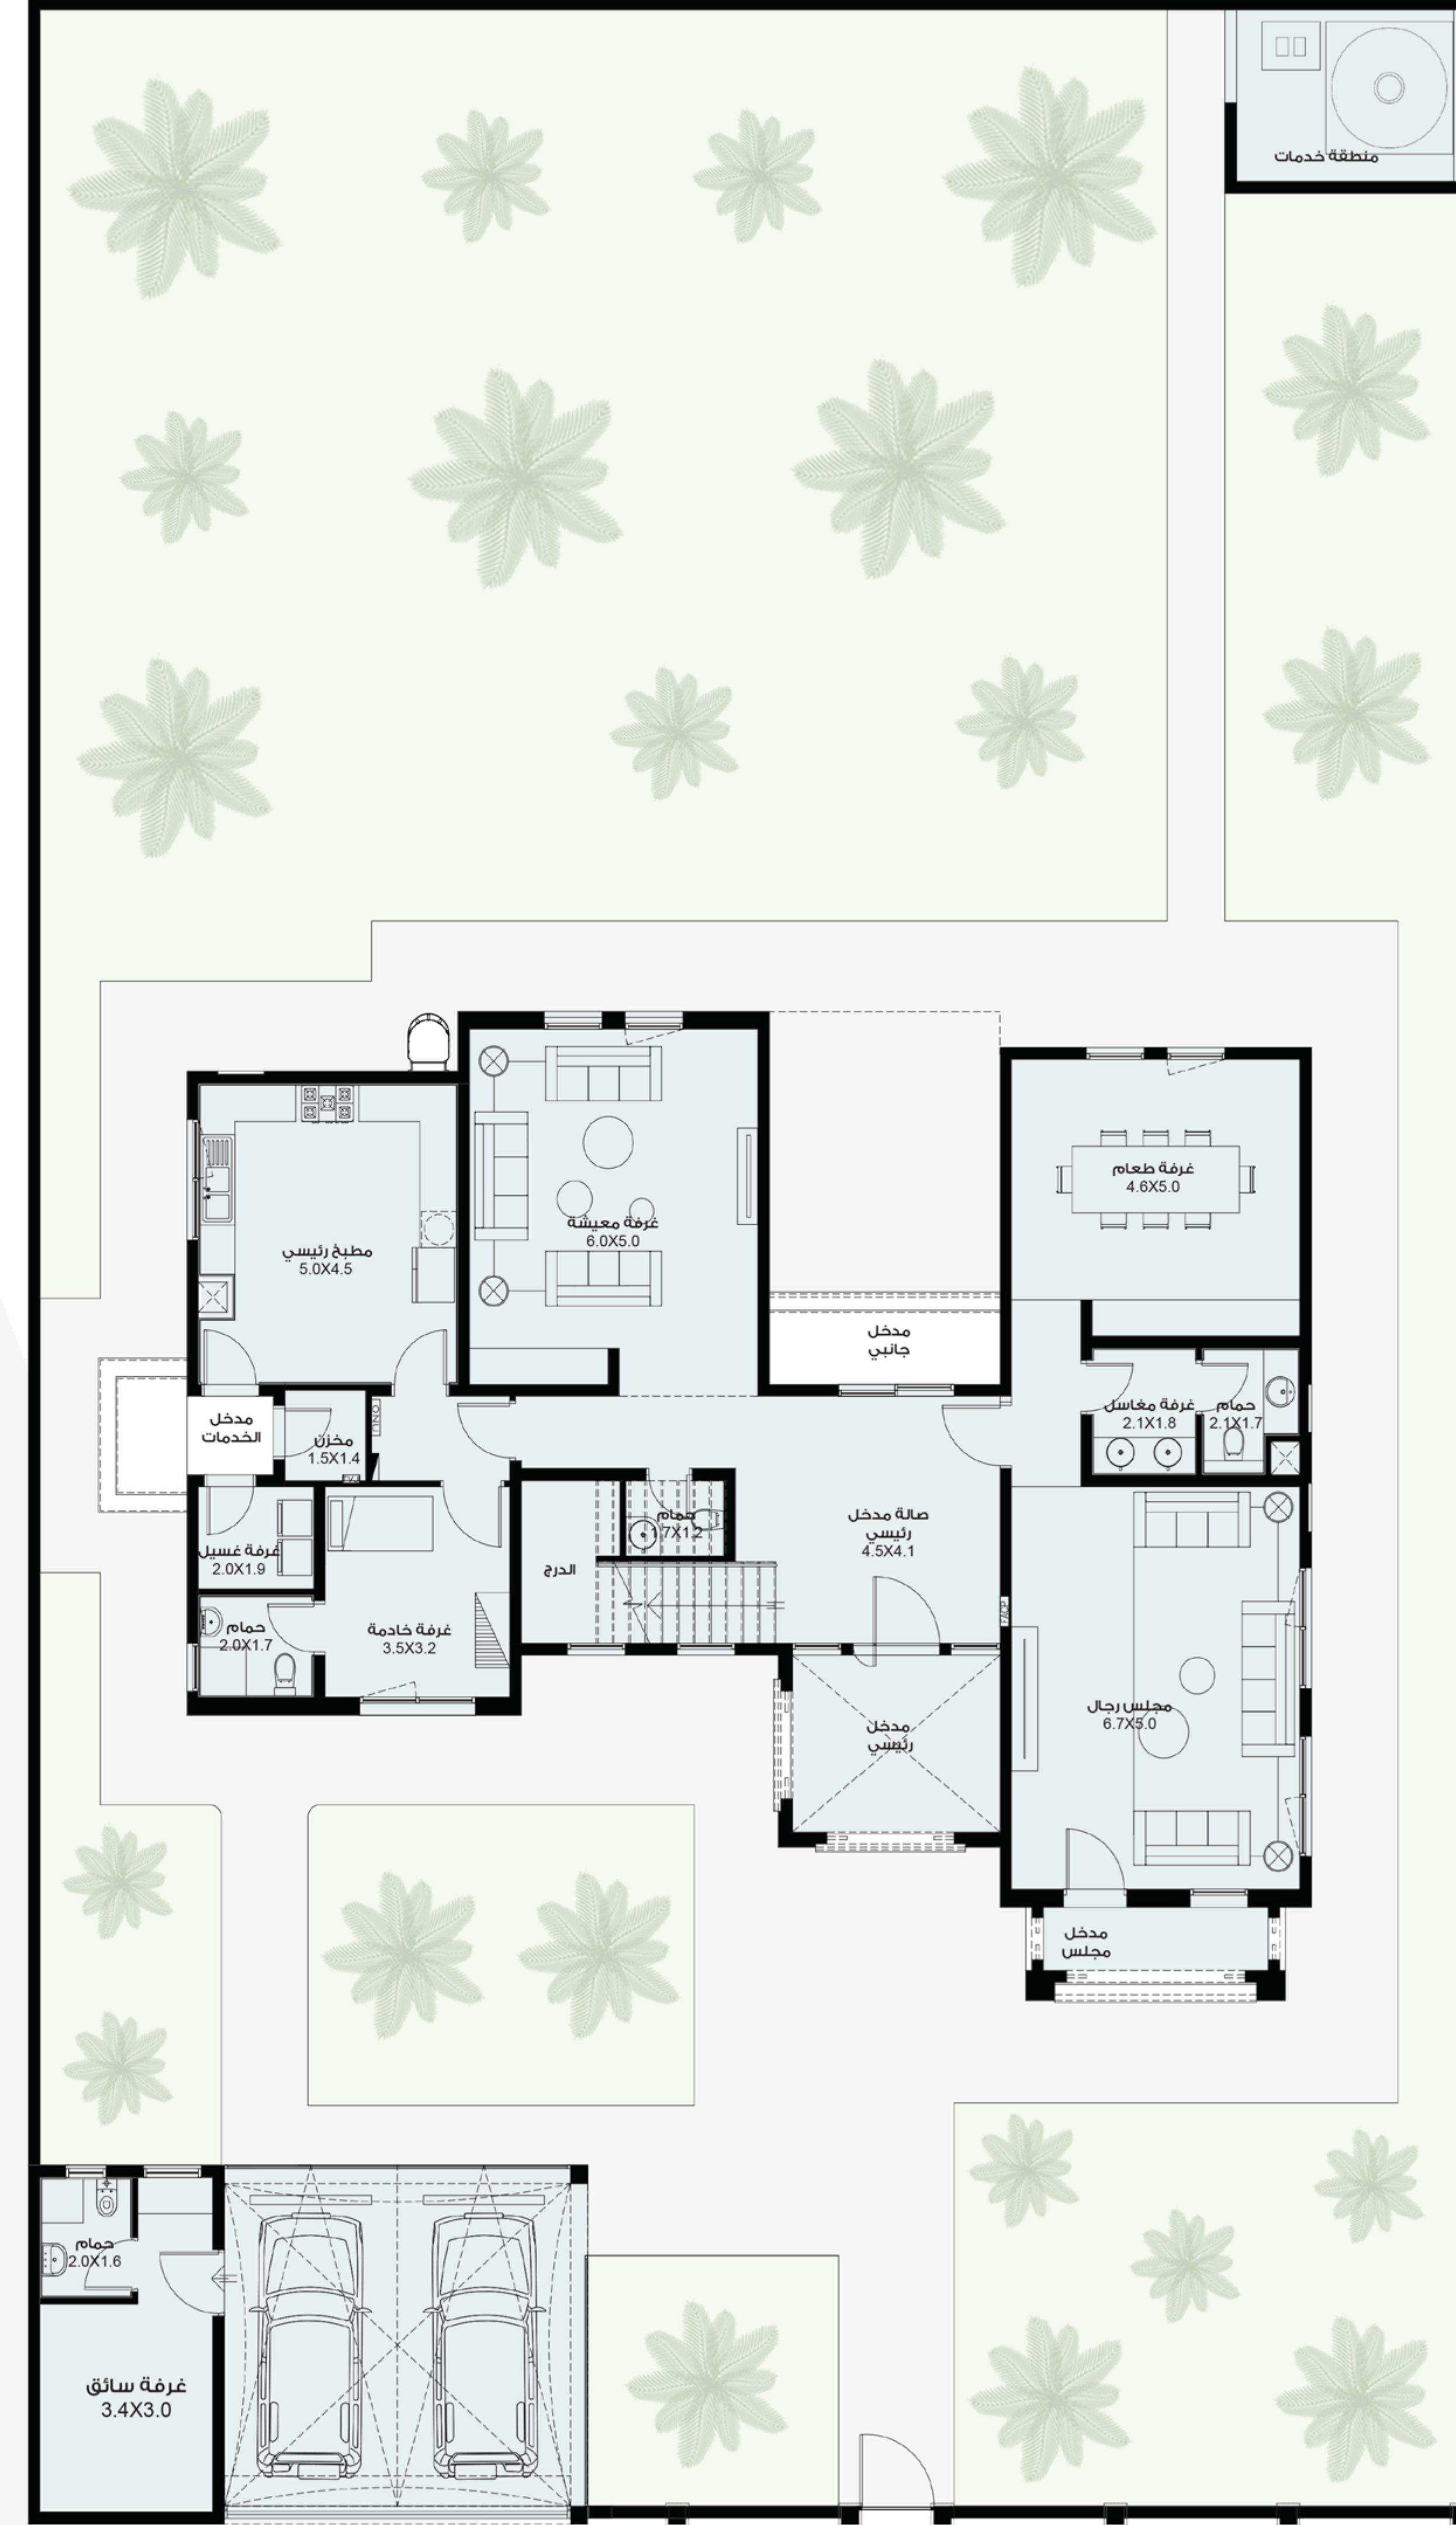 منطقة خدمات
غرفة طعام
4.6X5.0
غرفة معيشة
6.0X5.0
مطبخ رئيسي
5.0X4.5
مدخل
جانبي
غرفة مغاسل
2.1X1.8
حمام
2.1X1.7
مدخل
الخدمات
مخزن
1.5X1.4
ONU
صالة مدخل
رئيسي
4.5X4.1
حمام
1.7X1.2
الدرج
غرفة غسيل
2.0X1.9
غرفة خادمة
3.5X3.2
حمام
2.0X1.7
FACP
مجلس رجال
6.7X5.0
مدخل
رئيسي
مدخل
مجلس
حمام
2.0X1.6
غرفة سائق
3.4X3.0